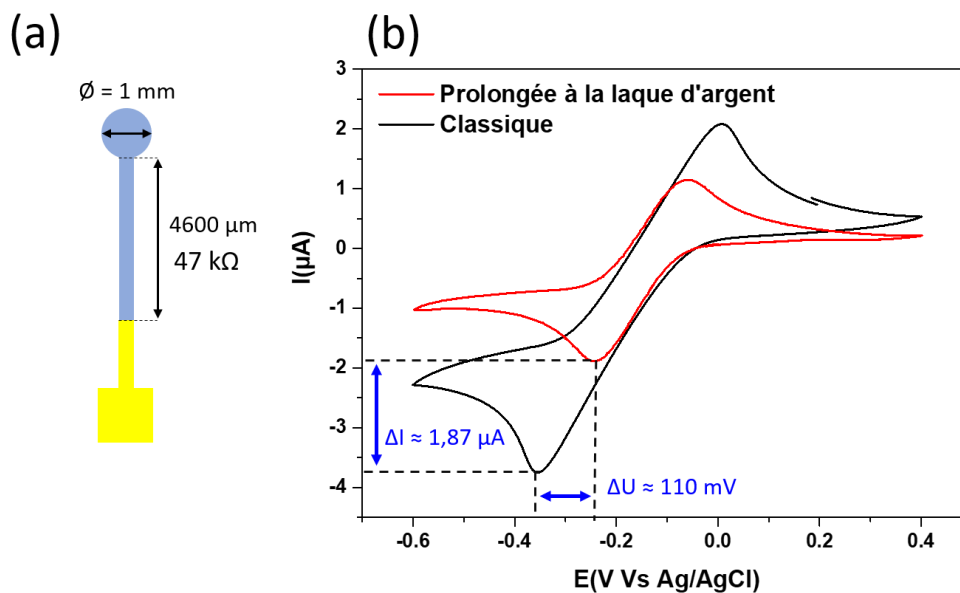 (a)
Ø = 1 mm
4600 µm
47 kΩ
(b)
3
2
1
0
-1
-2
-3
-4
I(µA)
Prolongée à la laque d'argent
Classique
ΔI ≈ 1,87 µA
ΔU ≈ 110 mV
-0.6
-0.4
-0.2
0.0
0.2
0.4
E(V Vs Ag/AgCl)